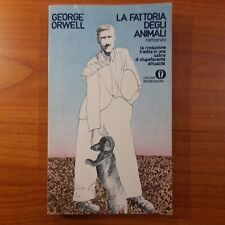 GEORGE
ORWELL
LA FATTORIA
DEGLI
ANIMALI
romanzo
la rivoluzione
tradita in una
satira
di stupefacente
attualità
OSCAR
MONDADORI